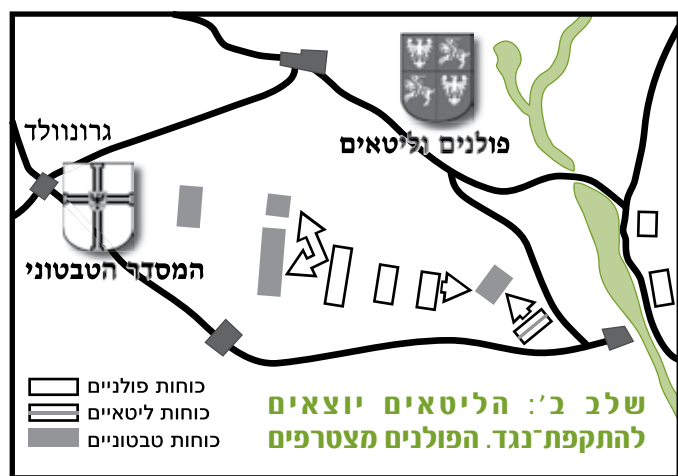 פולנים וליטאים
גרונוולד
המסדר הטבטוני
כוחות פולניים
כוחות ליטאיים
כוחות טבטוניים
שלב ב': הליטאים יוצאים
להתקפת־נגד. הפולנים מצטרפים